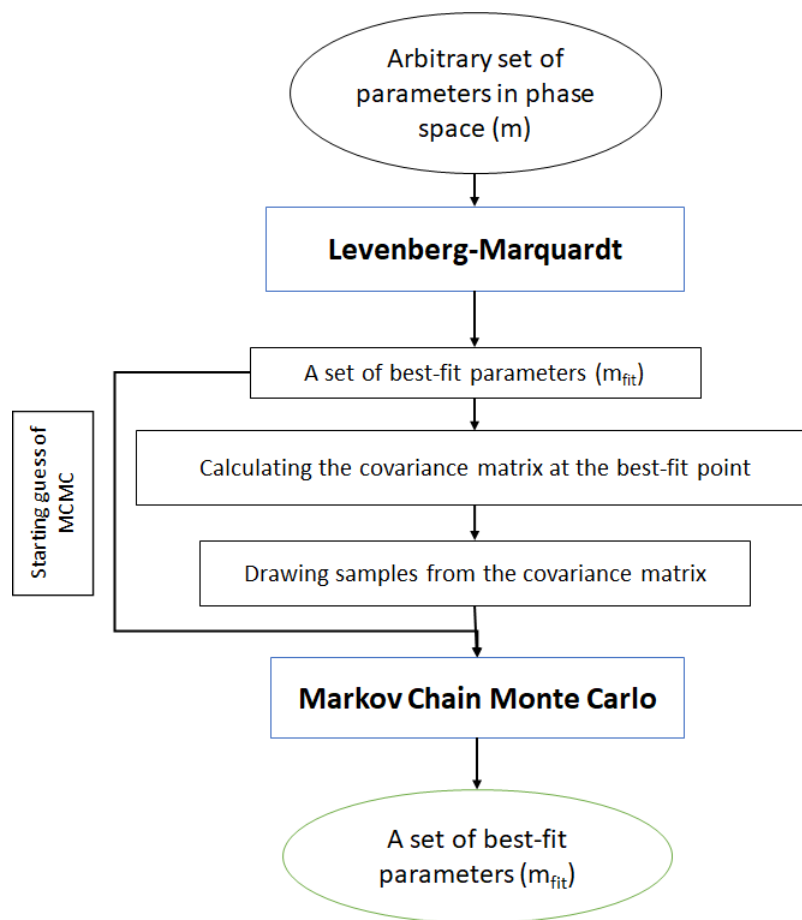 Arbitrary set of
parameters in phase
space (m)
Levenberg-Marquardt
A set of best-fit parameters (mfit)
Starting guess of
MCMC
Calculating the covariance matrix at the best-fit point
Drawing samples from the covariance matrix
Markov Chain Monte Carlo
A set of best-fit
parameters (mfit)